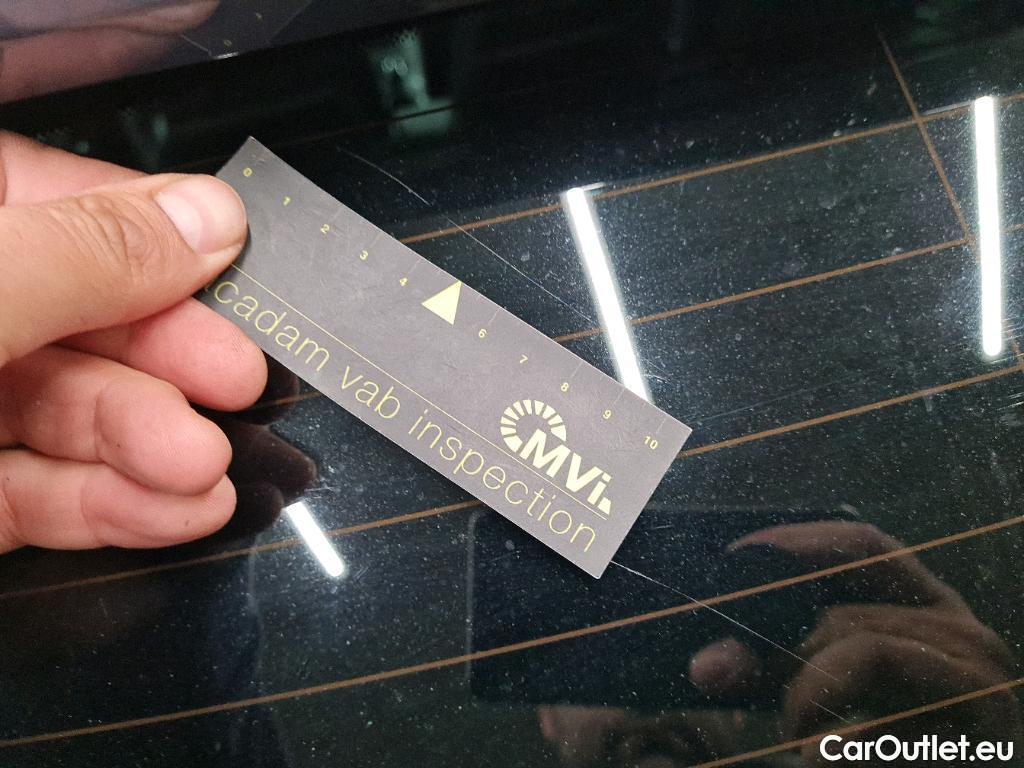 0 1 2 3 4 6 7 8 9 10
MVi
cadam vab inspection
CarOutlet.eu